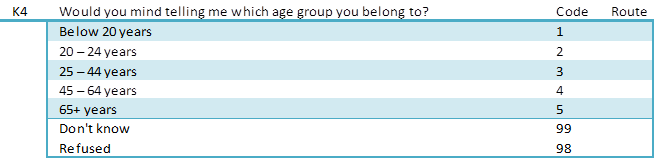 K4 Would you mind telling me which age group you belong to? Code Route
Below 20 years 1
20 – 24 years 2
25 – 44 years 3
45 – 64 years 4
65+ years 5
Don't know 99
Refused 98